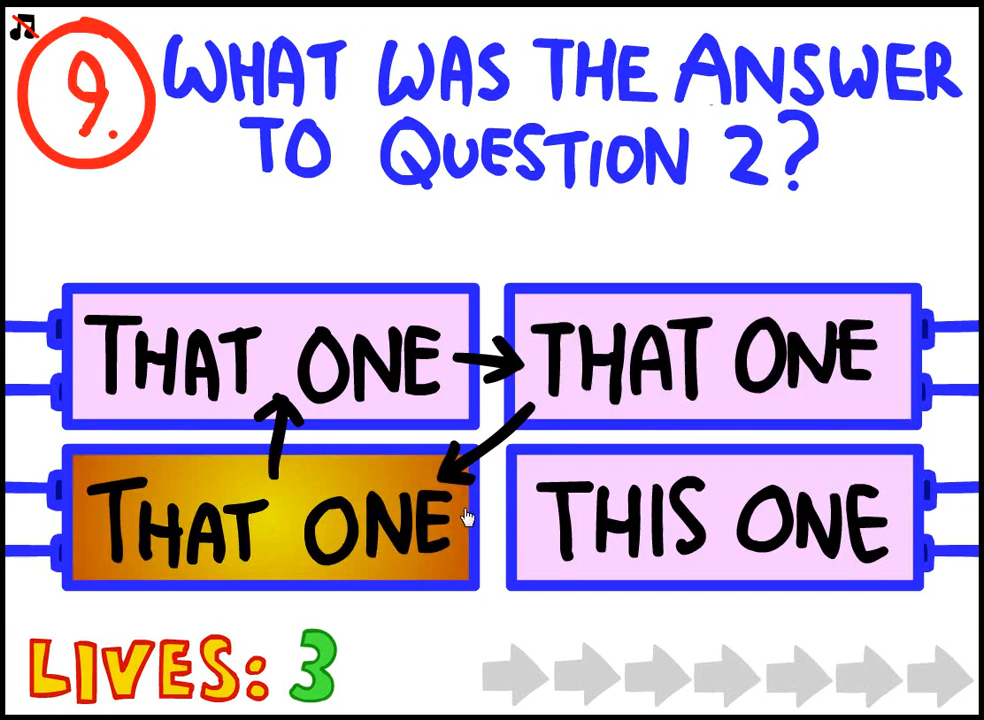 9. WHAT WAS THE ANSWER
TO QUESTION 2?
THAT ONE THAT ONE
THAT ONE THIS ONE
LIVES: 3